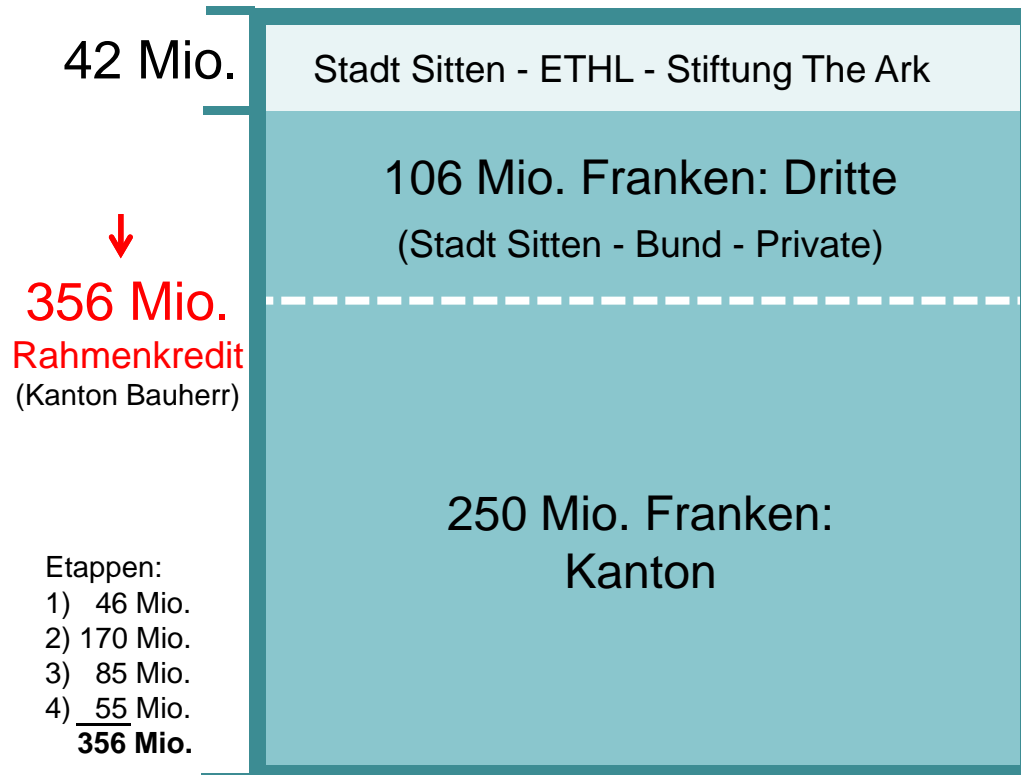 42 Mio.
Stadt Sitten - ETHL - Stiftung The Ark
106 Mio. Franken: Dritte
(Stadt Sitten - Bund - Private)
356 Mio.
Rahmenkredit
(Kanton Bauherr)
250 Mio. Franken:
Kanton
Etappen:
1) 46 Mio.
2) 170 Mio.
3) 85 Mio.
4) 55 Mio.
356 Mio.